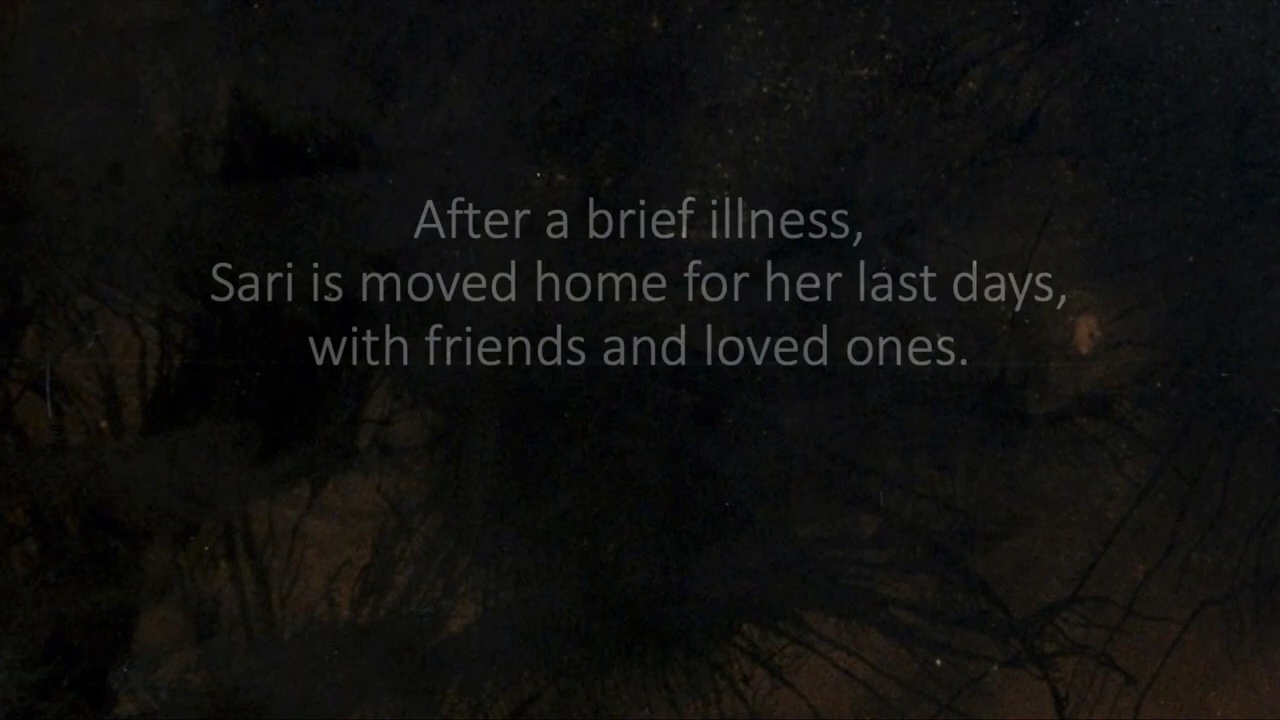 After a brief illness,
Sari is moved home for her last days,
with friends and loved ones.